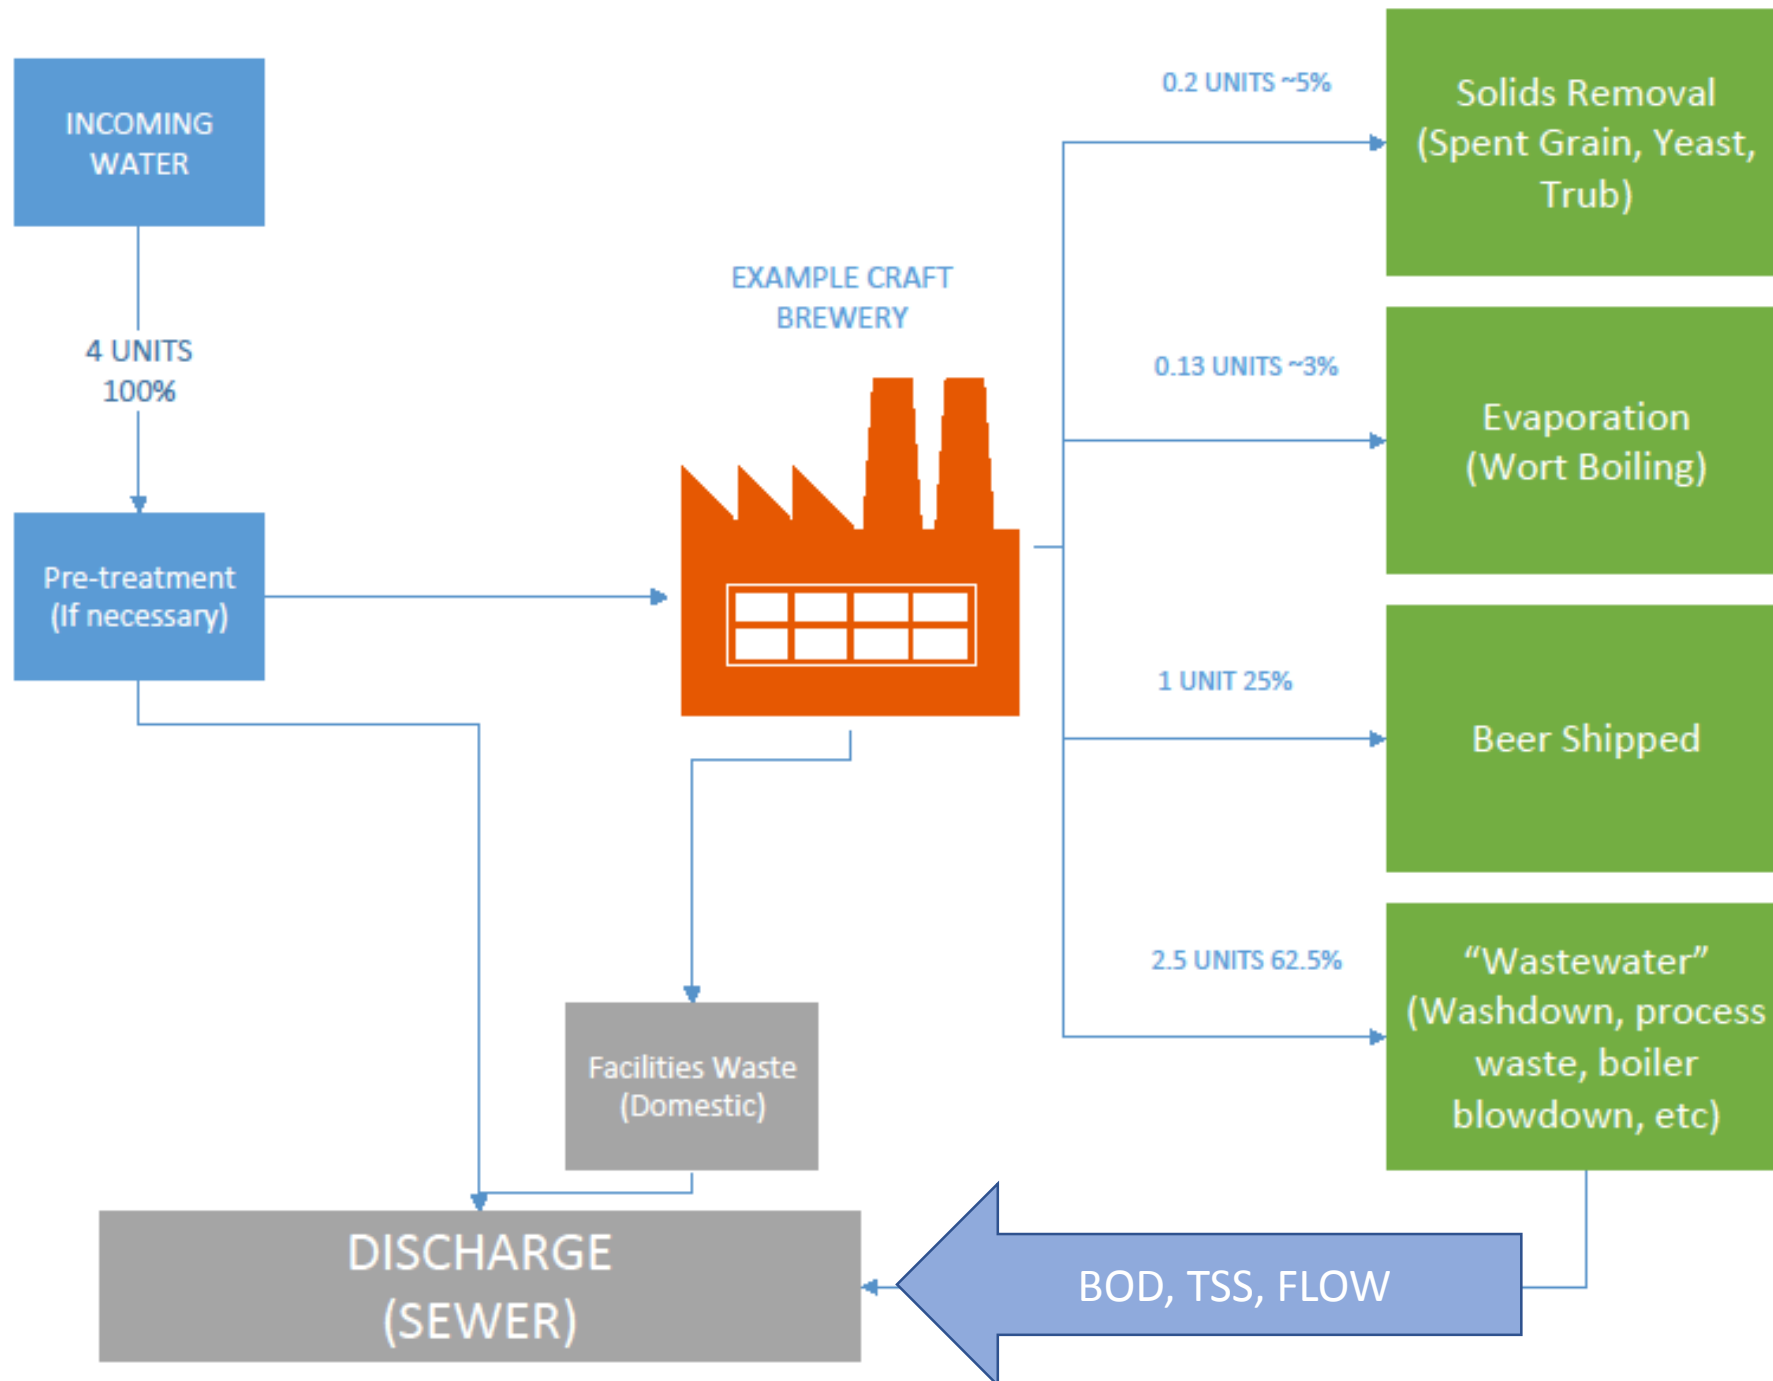 INCOMING
WATER
4 UNITS
100%
Pre-treatment
(If necessary)
EXAMPLE CRAFT
BREWERY
0.2 UNITS ~5%
Solids Removal
(Spent Grain, Yeast,
Trub)
0.13 UNITS ~3%
Evaporation
(Wort Boiling)
1 UNIT 25%
Beer Shipped
2.5 UNITS 62.5%
“Wastewater”
(Washdown, process
waste, boiler
blowdown, etc)
Facilities Waste
(Domestic)
DISCHARGE
(SEWER)
BOD, TSS, FLOW